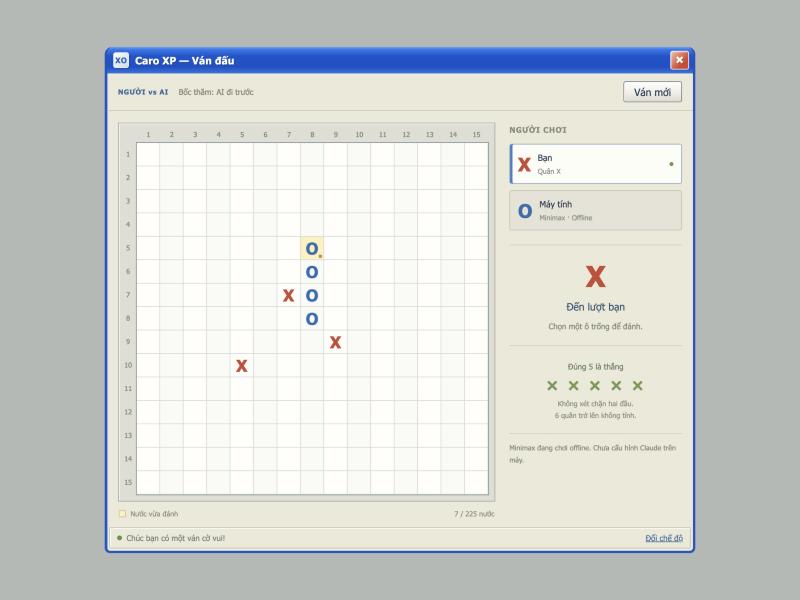 XO Caro XP — Ván đấu
NGƯỜI vs AI Bốc thăm: AI đi trước
Ván mới
1 2 3 4 5 6 7 8 9 10 11 12 13 14 15
1
2
3
4
5 O
6 O
7 X O
8 O
9 X
10 X
11
12
13
14
15
Nước vừa đánh 7 / 225 nước
NGƯỜI CHƠI
X Bạn
Quân X
O Máy tính
Minimax · Offline
X
Đến lượt bạn
Chọn một ô trống để đánh.
Đúng 5 là thắng
× × × × ×
Không xét chặn hai đầu.
6 quân trở lên không tính.
Minimax đang chơi offline. Chưa cấu hình Claude trên
máy.
Chúc bạn có một ván cờ vui! Đổi chế độ